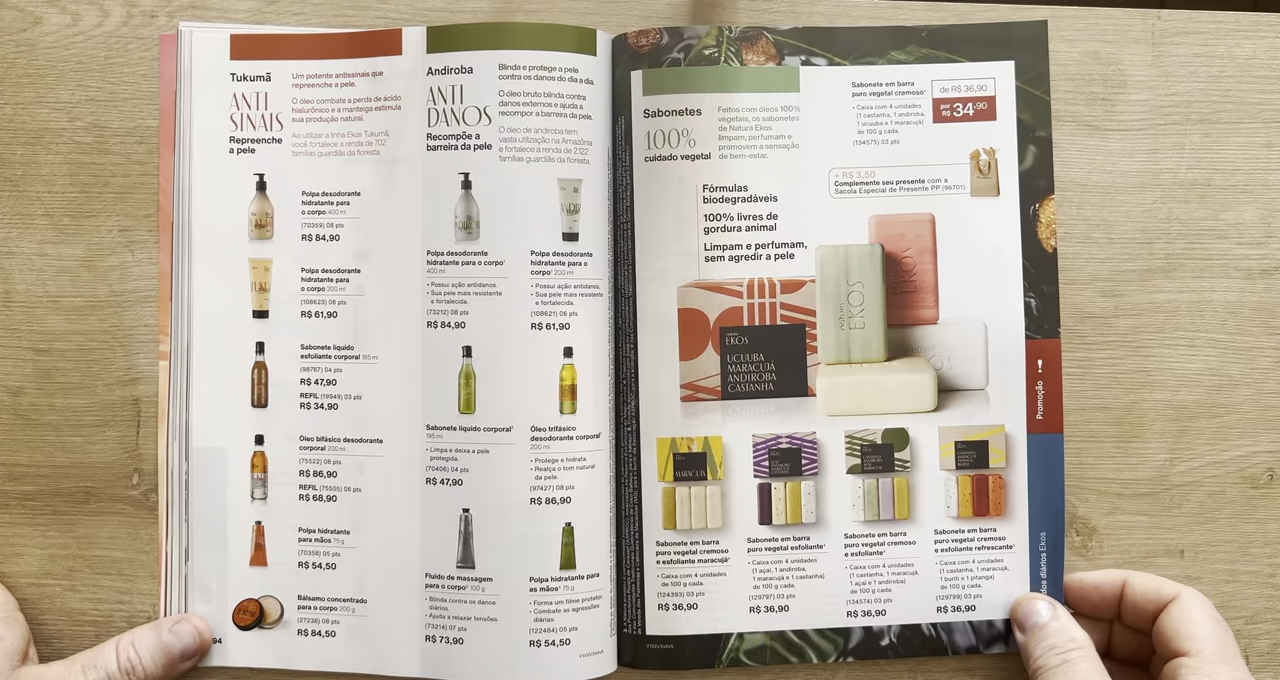 Tukumã
ANTI
SINAIS
Repreenche
a pele
Um potente antissinais que
repreenche a pele.
O óleo combate a perda de ácido
hialurônico e a manteiga estimula
sua produção natural.
Ao utilizar a linha Ekos Tukumã,
você fortalece a renda de 702
famílias guardiãs da floresta.
Polpa desodorante
hidratante para
o corpo 400 ml
(70359) 08 pts
R$ 84,90
Polpa desodorante
hidratante para
o corpo 200 ml
(108623) 06 pts
R$ 61,90
Sabonete líquido
esfoliante corporal 185 ml
(98767) 04 pts
R$ 47,90
REFIL (19949) 03 pts
R$ 34,90
Óleo bifásico desodorante
corporal 200 ml
(75522) 08 pts
R$ 86,90
REFIL (75505) 06 pts
R$ 68,90
Polpa hidratante
para mãos 75 g
(70358) 05 pts
R$ 54,50
Bálsamo concentrado
para o corpo 200 g
(27238) 08 pts
R$ 84,50
94
Andiroba
ANTI
DANOS
Recompõe a
barreira da pele
Blinda e protege a pele
contra os danos do dia a dia.
O óleo bruto blinda contra
danos externos e ajuda a
recompor a barreira da pele.
O óleo de andiroba tem
vasta utilização na Amazônia
e fortalece a renda de 2.122
famílias guardiãs da floresta.
Polpa desodorante
hidratante para o corpo¹
400 ml
• Possui ação antidanos.
• Sua pele mais resistente
e fortalecida.
(73212) 08 pts
R$ 84,90
Polpa desodorante
hidratante para o
corpo¹ 200 ml
• Possui ação antidanos.
• Sua pele mais resistente
e fortalecida.
(108621) 06 pts
R$ 61,90
Sabonete líquido corporal²
195 ml
• Limpa e deixa a pele
protegida.
(70406) 04 pts
R$ 47,90
Óleo trifásico
desodorante corporal¹
200 ml
• Protege e hidrata.
• Realça o tom natural
da pele.
(97427) 08 pts
R$ 86,90
Fluido de massagem
para o corpo² 100 g
• Blinda contra os danos
diários.
• Ajuda a relaxar tensões.
(73214) 07 pts
R$ 73,90
Polpa hidratante para
as mãos² 75 g
• Forma um filme protetor.
• Combate as agressões
diárias.
(122484) 05 pts
R$ 54,50
Sabonetes
100%
cuidado vegetal
Feitos com óleos 100%
vegetais, os sabonetes
de Natura Ekos
limpam, perfumam e
promovem a sensação
de bem-estar.
Sabonete em barra
puro vegetal cremoso³
• Caixa com 4 unidades
(1 castanha, 1 andiroba,
1 ucuuba e 1 maracujá)
de 100 g cada.
(134575) 03 pts
de R$ 36,90
por
R$ 34,90
+ R$ 3,50
Complemente seu presente com a
Sacola Especial de Presente PP (96701).
Fórmulas
biodegradáveis
100% livres de
gordura animal
Limpam e perfumam,
sem agredir a pele
natura
EKOS
UCUUBA
MARACUJÁ
ANDIROBA
CASTANHA
natura
EKOS
EKOS
MARACUJÁ
Sabonete em barra
puro vegetal cremoso
e esfoliante maracujá³
• Caixa com 4 unidades
de 100 g cada.
(124393) 03 pts
R$ 36,90
Sabonete em barra
puro vegetal esfoliante³
• Caixa com 4 unidades
(1 açaí, 1 andiroba,
1 maracujá e 1 castanha)
de 100 g cada.
(129797) 03 pts
R$ 36,90
Sabonete em barra
puro vegetal cremoso
e esfoliante³
• Caixa com 4 unidades
(1 castanha, 1 maracujá,
1 açaí e 1 andiroba)
de 100 g cada.
(134574) 03 pts
R$ 36,90
Sabonete em barra
puro vegetal cremoso
e esfoliante refrescante³
• Caixa com 4 unidades
(1 castanha, 1 maracujá,
1 buriti e 1 pitanga)
de 100 g cada.
(129799) 03 pts
R$ 36,90
Promoção !
dos diários Ekos